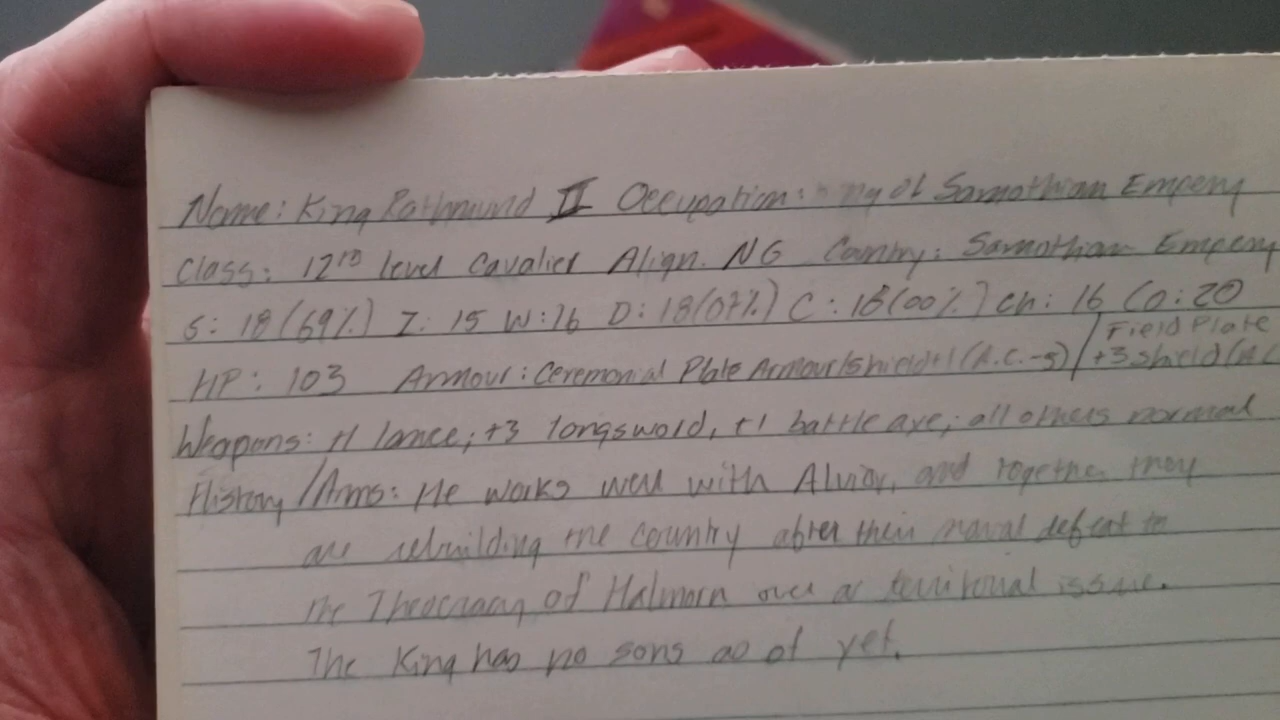 Name: King Rathmund II Occupation: ng of Samothian Empery
Class: 12th level Cavalier Align. NG Country: Samothian Empery
S: 18(69%) I: 15 W: 16 D: 18(07%) C: 18(00%) Ch: 16 Co: 20
HP: 103 Armour: Ceremonial Plate Armour/shield+1 (A.C. -5) / Field Plate
+3 shield (A.C
Weapons: +1 lance, +3 longsword, +1 battle axe; all others normal
History/Aims: He works well with and together they
are rebuilding the country after their naval defeat to
the Theocracy of Halmorn over a territorial issue.
The King has no sons as of yet.